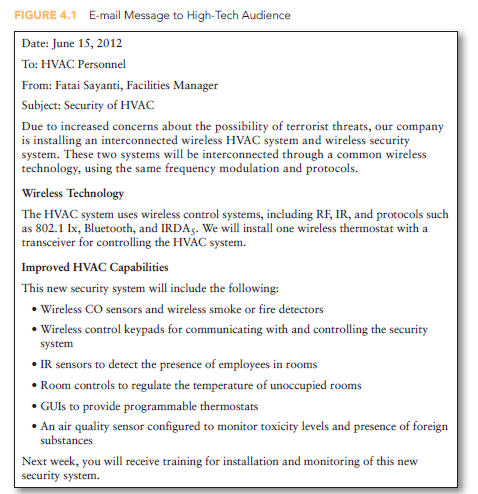 FIGURE 4.1 E-mail Message to High-Tech Audience
Date: June 15, 2012
To: HVAC Personnel
From: Fatai Sayanti, Facilities Manager
Subject: Security of HVAC
Due to increased concerns about the possibility of terrorist threats, our company
is installing an interconnected wireless HVAC system and wireless security
system. These two systems will be interconnected through a common wireless
technology, using the same frequency modulation and protocols.
Wireless Technology
The HVAC system uses wireless control systems, including RF, IR, and protocols such
as 802.1 Ix, Bluetooth, and IRDA5. We will install one wireless thermostat with a
transceiver for controlling the HVAC system.
Improved HVAC Capabilities
This new security system will include the following:
• Wireless CO sensors and wireless smoke or fire detectors
• Wireless control keypads for communicating with and controlling the security
system
• IR sensors to detect the presence of employees in rooms
• Room controls to regulate the temperature of unoccupied rooms
• GUIs to provide programmable thermostats
• An air quality sensor configured to monitor toxicity levels and presence of foreign
substances
Next week, you will receive training for installation and monitoring of this new
security system.